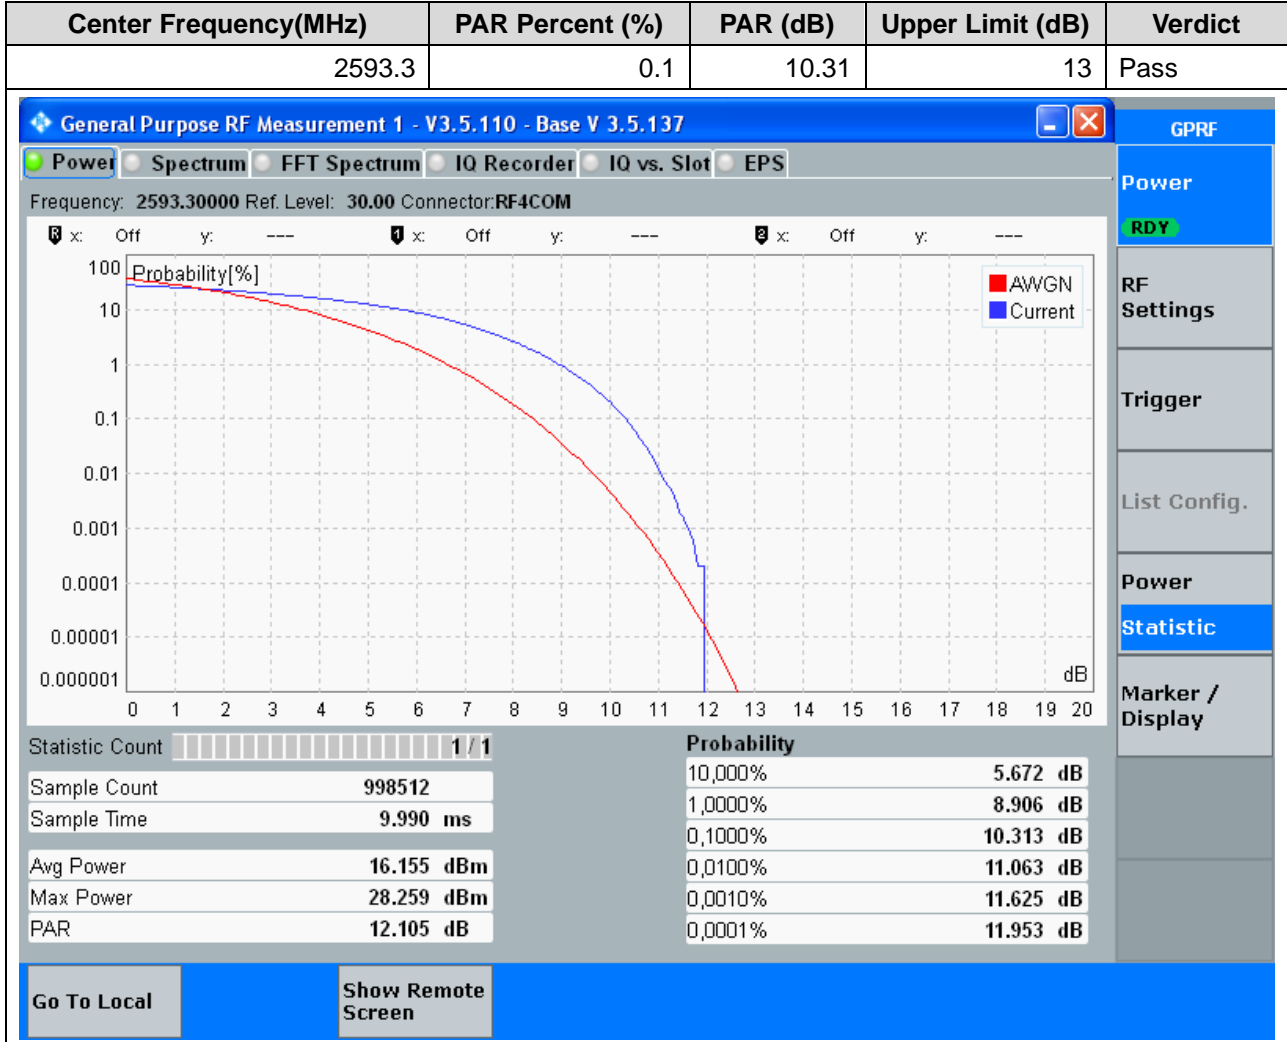 Center Frequency(MHz) PAR Percent (%) PAR (dB) Upper Limit (dB) Verdict
2593.3 0.1 10.31 13 Pass
General Purpose RF Measurement 1 - V3.5.110 - Base V 3.5.137
GPRF
Power Spectrum FFT Spectrum IQ Recorder IQ vs. Slot EPS
Frequency: 2593.30000 Ref. Level: 30.00 Connector:RF4COM
R x: Off y: --- 1 x: Off y: --- 2 x: Off y: ---
Probability[%]
AWGN
Current
100
10
1
0.1
0.01
0.001
0.0001
0.00001
0.000001
dB
0 1 2 3 4 5 6 7 8 9 10 11 12 13 14 15 16 17 18 19 20
Power
RDY
RF
Settings
Trigger
List Config.
Power
Statistic
Marker /
Display
Statistic Count 1 / 1
Sample Count 998512
Sample Time 9.990 ms
Avg Power 16.155 dBm
Max Power 28.259 dBm
PAR 12.105 dB
Probability
10,000% 5.672 dB
1,0000% 8.906 dB
0,1000% 10.313 dB
0,0100% 11.063 dB
0,0010% 11.625 dB
0,0001% 11.953 dB
Go To Local
Show Remote
Screen